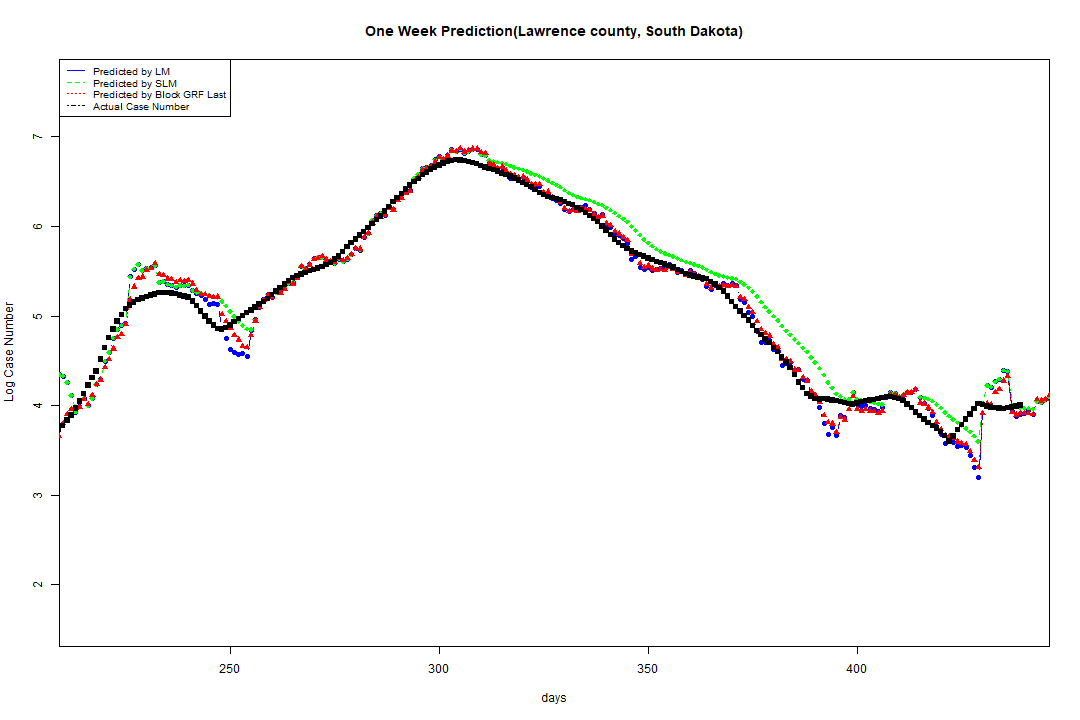 One Week Prediction(Lawrence county, South Dakota)
Predicted by LM
Predicted by SLM
Predicted by Block GRF Last
Actual Case Number
7
6
5
4
3
2
Log Case Number
250 300 350 400
days